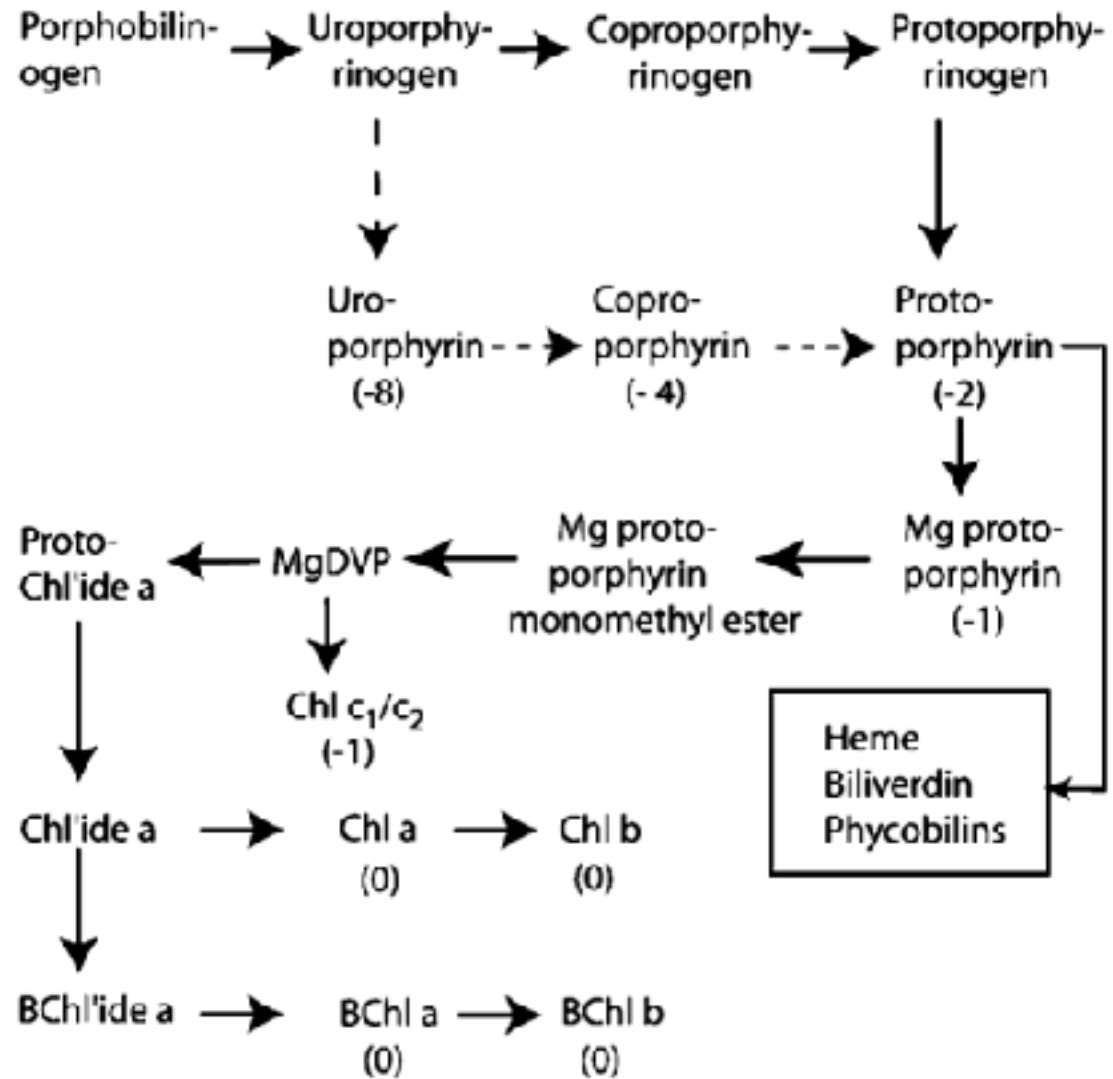 Porphobilin-
ogen
Uroporphy-
rinogen
Coproporphy-
rinogen
Protoporphy-
rinogen
Uro-
porphyrin
(-8)
Copro-
porphyrin
(- 4)
Proto-
porphyrin
(-2)
Proto-
Chl'ide a
MgDVP
Mg proto-
porphyrin
monomethyl ester
Mg proto-
porphyrin
(-1)
Chl c₁/c₂
(-1)
Heme
Biliverdin
Phycobilins
Chl'ide a
Chl a
(0)
Chl b
(0)
BChl'ide a
BChl a
(0)
BChl b
(0)